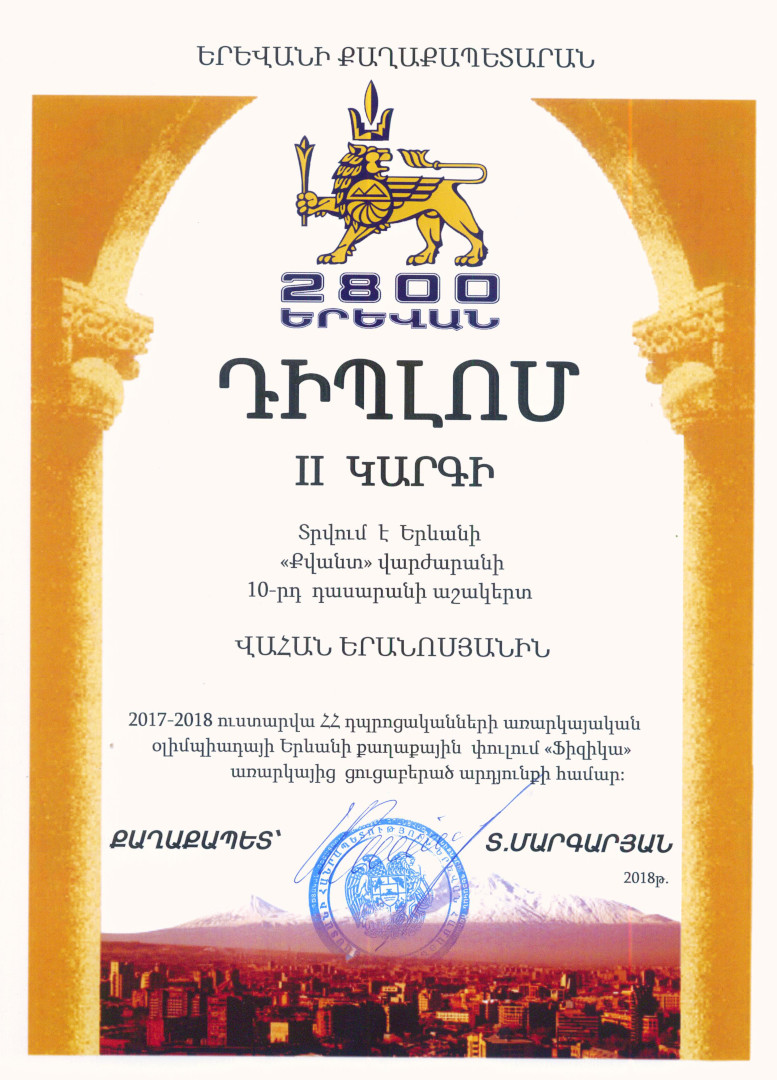 ԵՐԵՎԱՆԻ ՔԱՂԱՔԱՊԵՏԱՐԱՆ
2800
ԵՐԵՎԱՆ
ԴԻՊԼՈՄ
II ԿԱՐԳԻ
Տրվում է Երևանի
«Քվանտ» վարժարանի
10-րդ դասարանի աշակերտ
ՎԱՀԱՆ ԵՐԱՆՈՍՅԱՆԻՆ
2017-2018 ուստարվա ՀՀ դպրոցականների առարկայական
օլիմպիադայի Երևանի քաղաքային փուլում «Ֆիզիկա»
առարկայից ցուցաբերած արդյունքի համար:
ՔԱՂԱՔԱՊԵՏ՝
Տ.ՄԱՐԳԱՐՅԱՆ
2018թ.